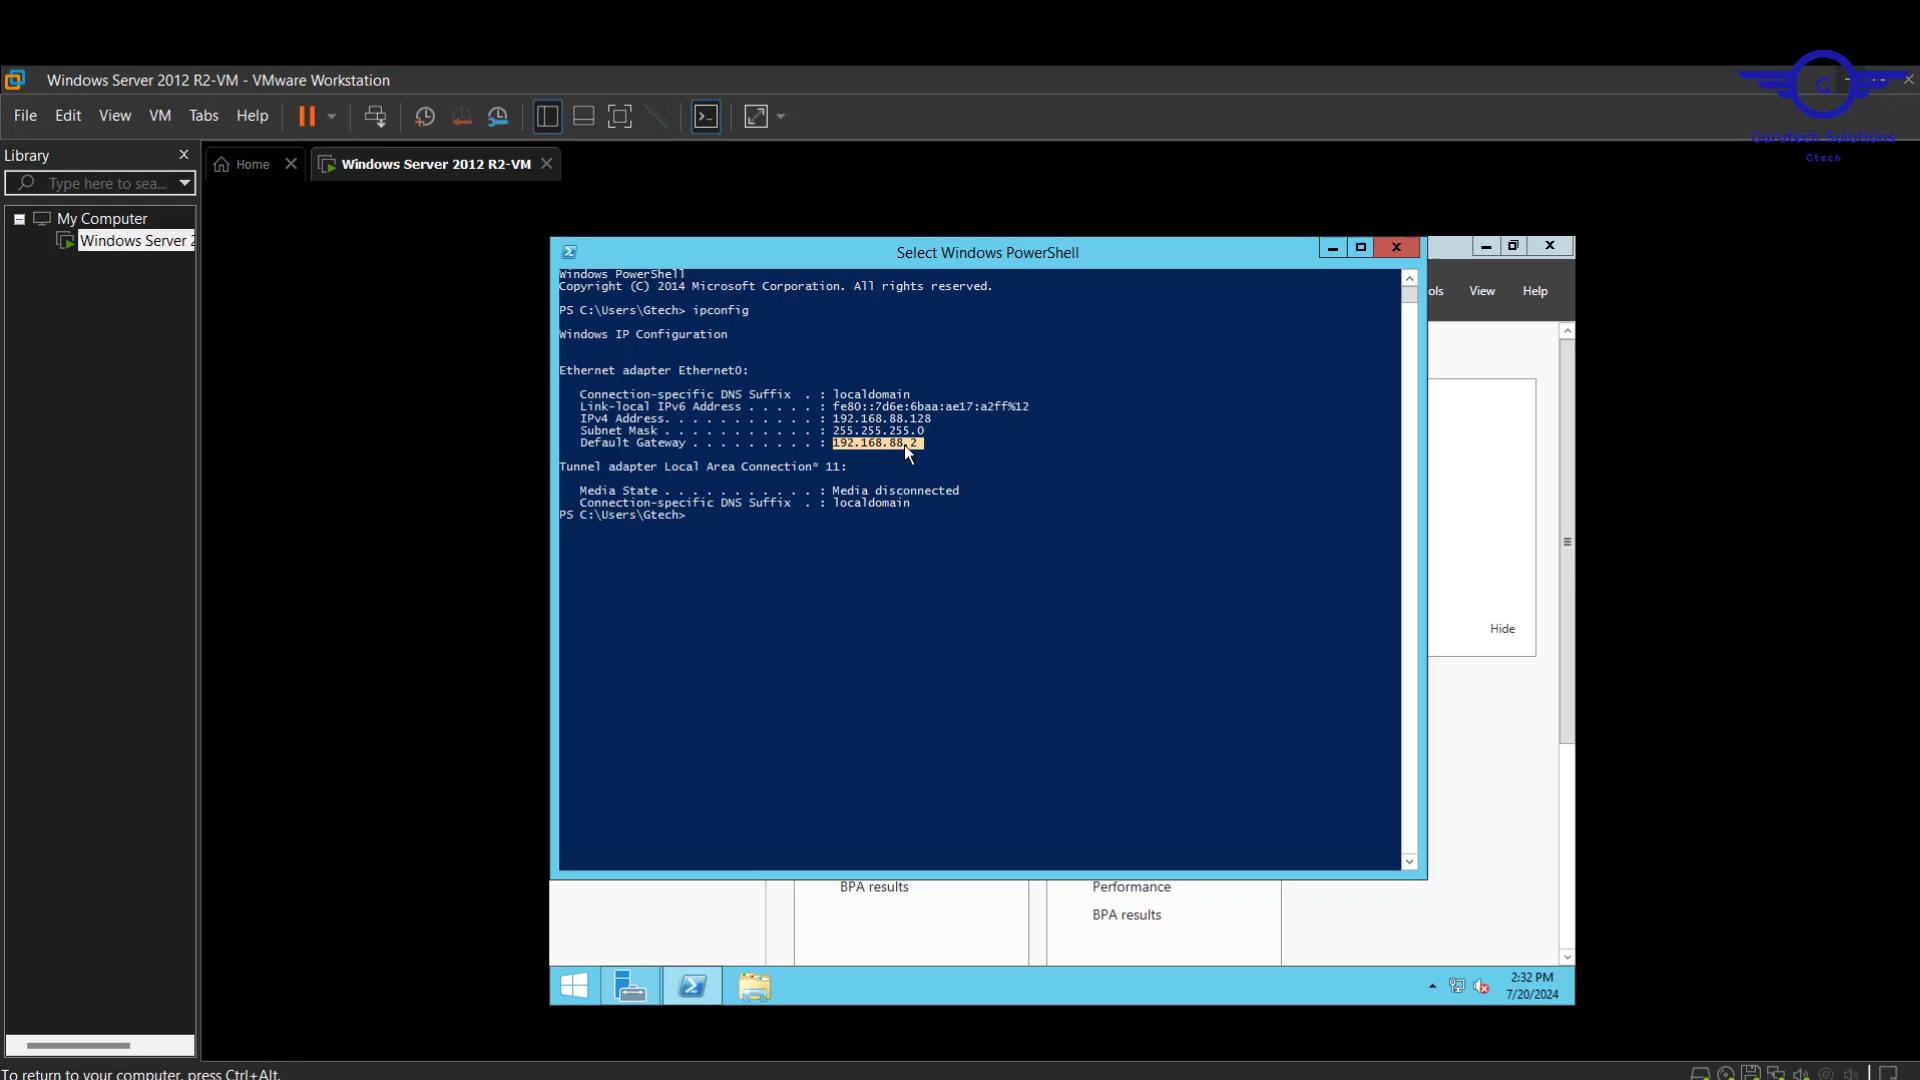 Windows Server 2012 R2-VM - VMware Workstation
G
Gurutech Solutions
Gtech
File Edit View VM Tabs Help
Library
Home
Windows Server 2012 R2-VM
Type here to sea...
My Computer
Windows Server 2
Select Windows PowerShell
Windows PowerShell
Copyright (C) 2014 Microsoft Corporation. All rights reserved.
PS C:\Users\Gtech> ipconfig
Windows IP Configuration
Ethernet adapter Ethernet0:
Connection-specific DNS Suffix . : localdomain
Link-local IPv6 Address . . . . . : fe80::7d6e:6baa:ae17:a2ff%12
IPv4 Address. . . . . . . . . . . : 192.168.88.128
Subnet Mask . . . . . . . . . . . : 255.255.255.0
Default Gateway . . . . . . . . . : 192.168.88.2
Tunnel adapter Local Area Connection* 11:
Media State . . . . . . . . . . . : Media disconnected
Connection-specific DNS Suffix . : localdomain
PS C:\Users\Gtech>
ols View Help
Hide
BPA results
Performance
BPA results
2:32 PM
7/20/2024
To return to your computer, press Ctrl+Alt.